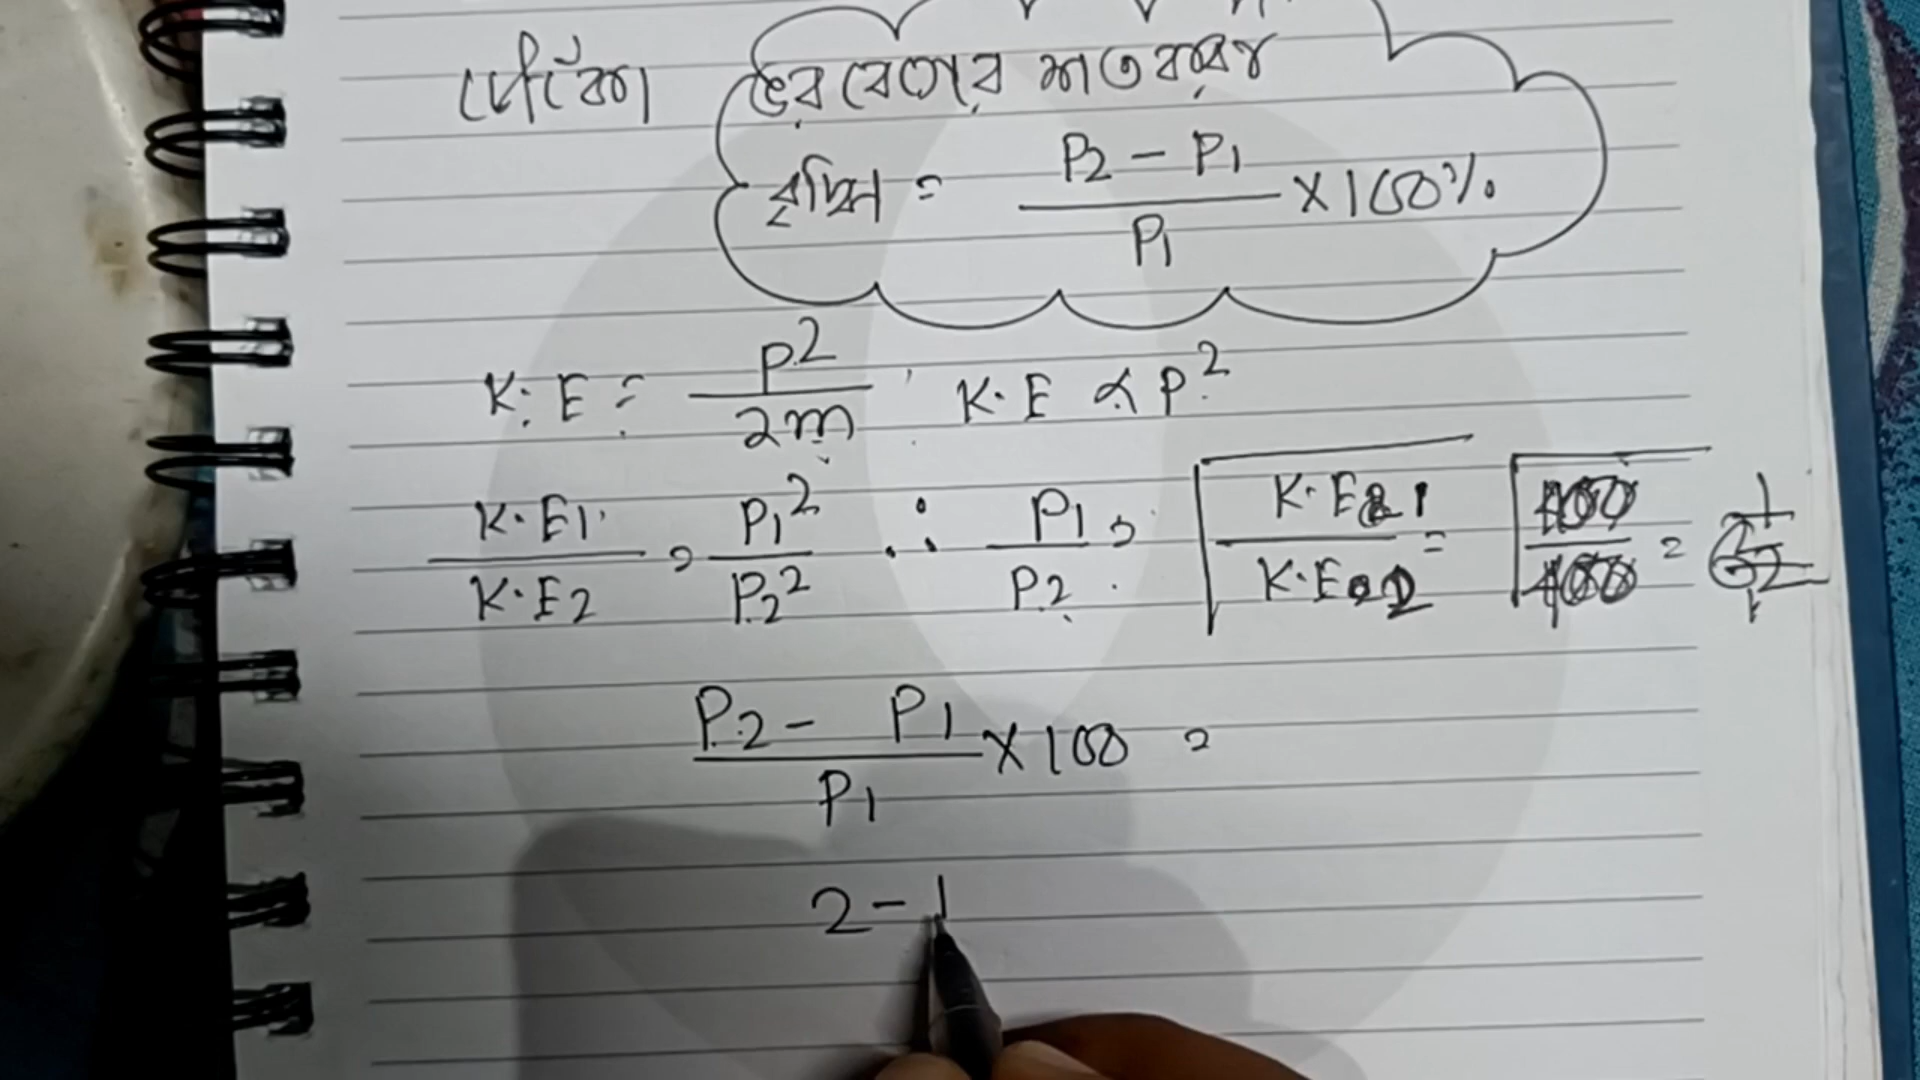 ভর বেগের শতকরায়
বৃদ্ধি = P2 - P1 / P1 × 100%
K.E = P² / 2m , K.E ∝ P²
K.E1 / K.E2 = P1² / P2² ∴ P1 / P2 = √(K.E1 / K.E2) = √(100 / 400) = 1 / 2
P2 - P1 / P1 × 100 =
2 - 1